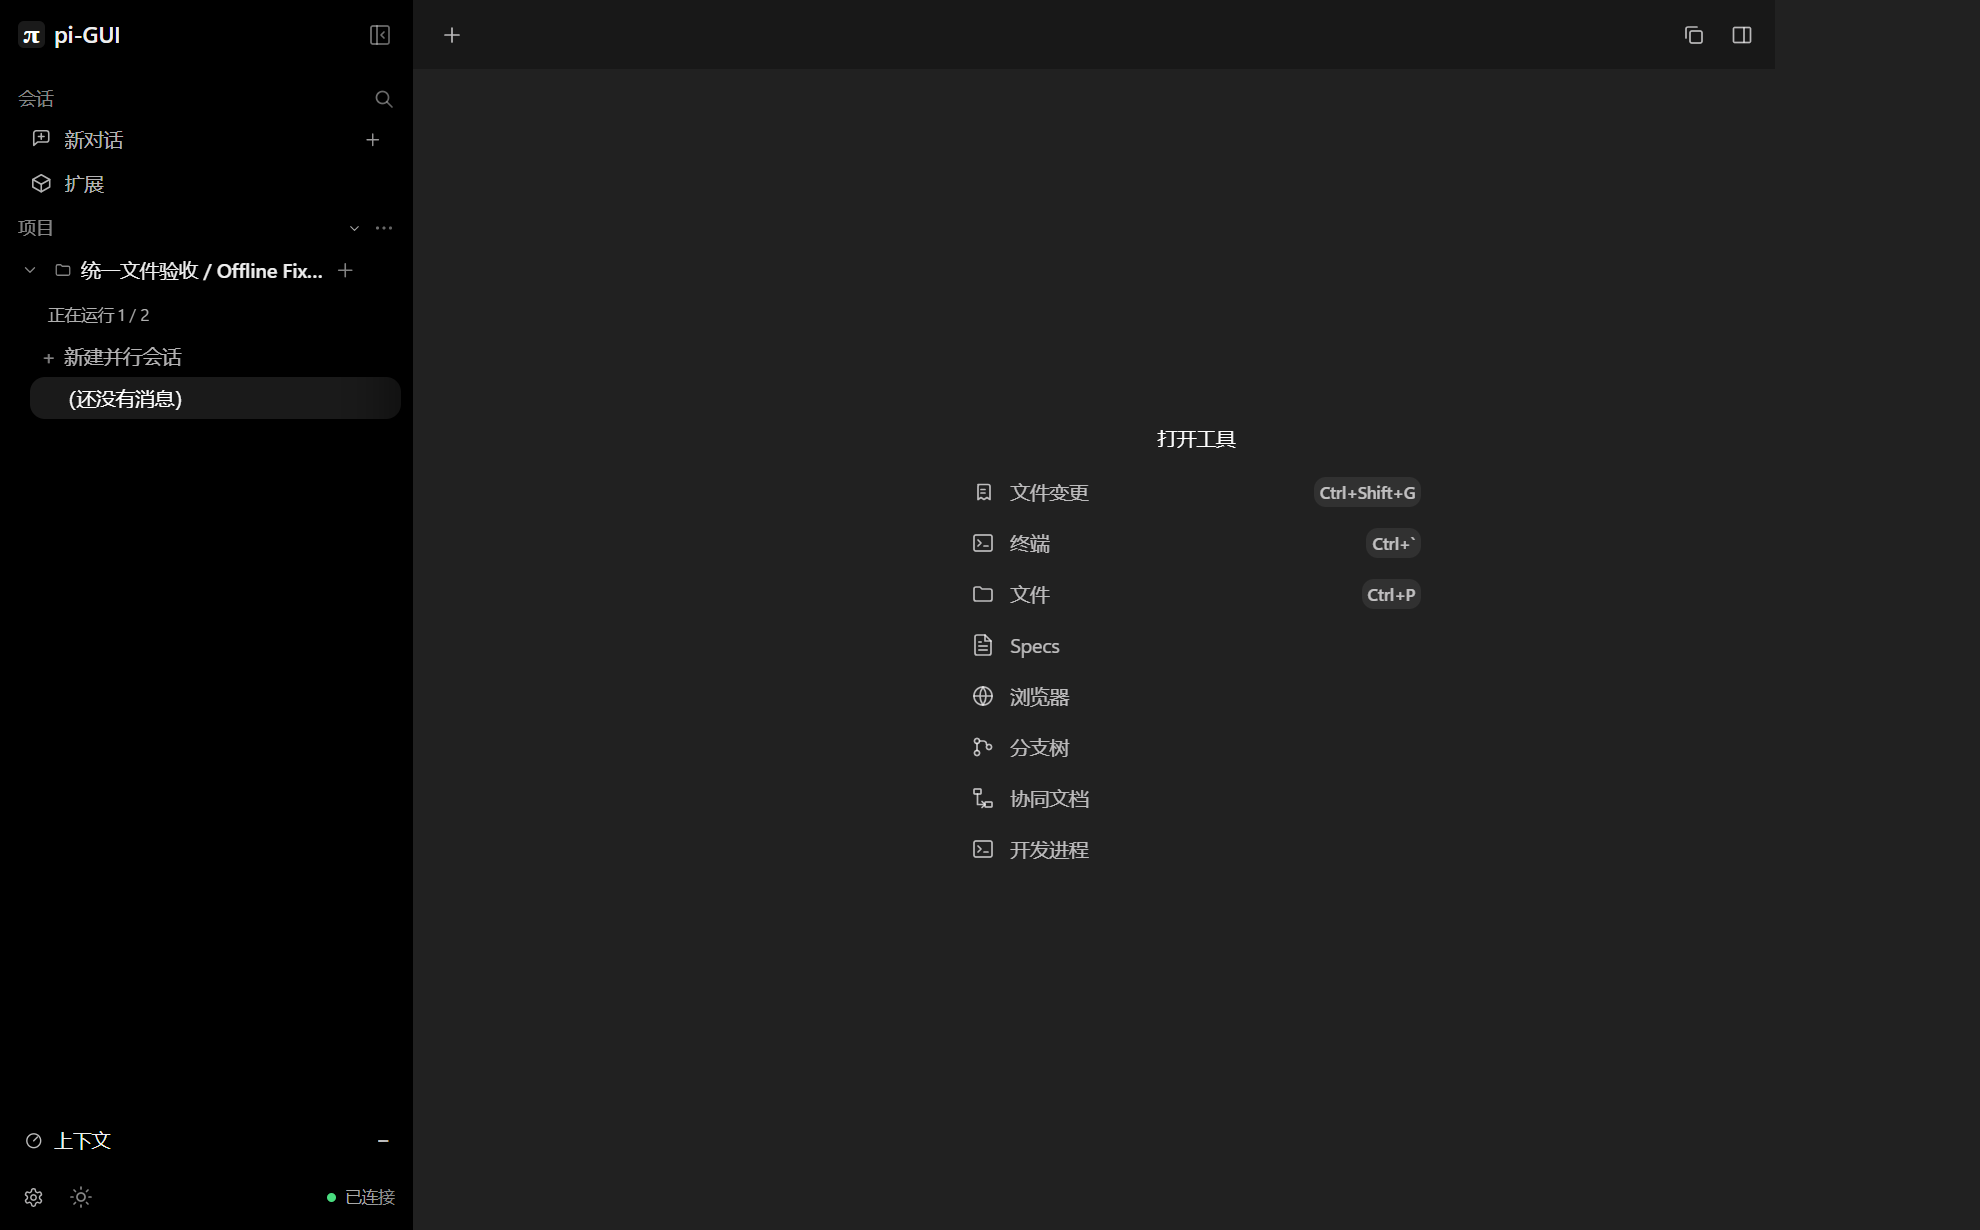 π pi-GUI
会话
新对话
扩展
项目
统一文件验收 / Offline Fix...
正在运行 1 / 2
+ 新建并行会话
(还没有消息)
打开工具
文件变更 Ctrl+Shift+G
终端 Ctrl+`
文件 Ctrl+P
Specs
浏览器
分支树
协同文档
开发进程
上下文 –
已连接